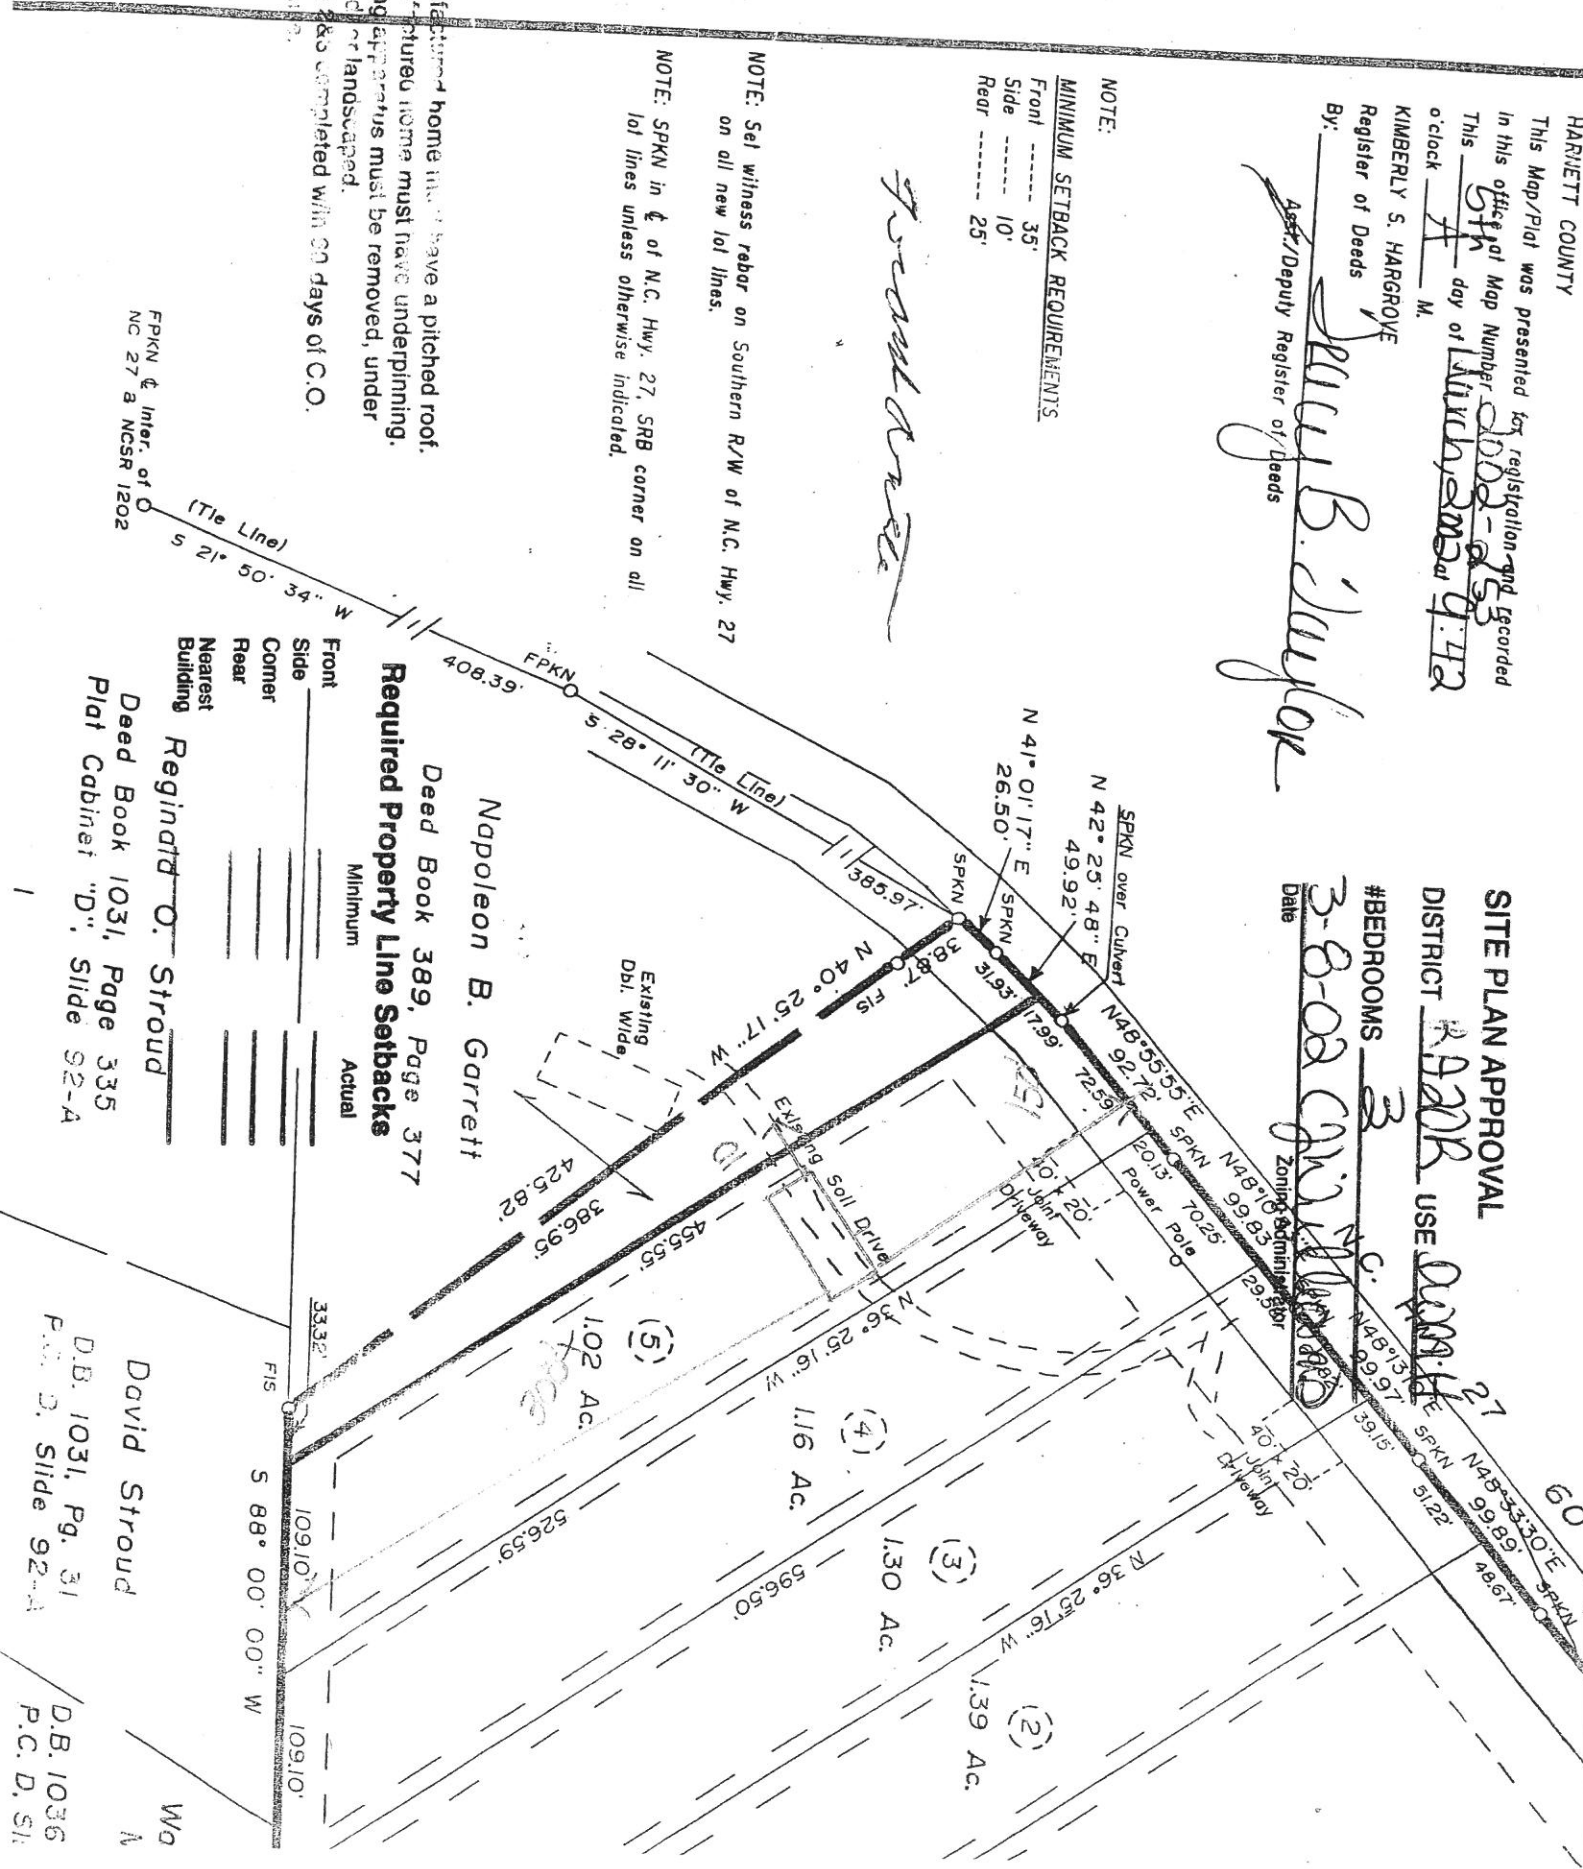 HARNETT COUNTY
This Map/Plat was presented for registration and recorded
in this office at Map Number 2002-253
This 5th day of March, 2002 at 9:42
o'clock A M.
KIMBERLY S. HARGROVE
Register of Deeds
By: B. Taylor
Asst./Deputy Register of Deeds
NOTE:
MINIMUM SETBACK REQUIREMENTS
Front ------ 35'
Side ------ 10'
Rear ------- 25'
NOTE: Set witness rebar on Southern R/W of N.C. Hwy. 27
on all new lot lines.
NOTE: SPKN in ₵ of N.C. Hwy. 27, SRB corner on all
lot lines unless otherwise indicated.
home have a pitched roof.
home must have underpinning.
apparatus must be removed, under
or landscaped.
completed w/in days of C.O.
FPKN ₵ Inter. of
NC 27 & NCSR 1202
(Tie Line)
S 21° 50' 34" W
408.39'
FPKN
S 28° 11' 30" W
(Tie Line)
385.97'
SITE PLAN APPROVAL
DISTRICT RA20R USE
#BEDROOMS 3
3-8-02
Date
Zoning Administrator
N.C.
27
60
SPKN over Culvert
N 42° 25' 48" E
49.92'
N 41° 01' 17" E
26.50'
SPKN
SPKN
38.87'
31.93'
17.99'
FIS
N48°55'55"E
92.72'
72.59'
SPKN
20.13'
70.25'
99.83'
SPKN
99.97'
39.15'
SPKN
51.22'
N48°33'30"E
99.89'
48.67'
SPKN
40' x 20'
Joint
Driveway
Power Pole
40' x 20'
Joint
Driveway
Existing Soil Drive
Existing
Dbl. Wide
N 40° 25' 17" W
425.82'
386.95'
455.55'
N 36° 25' 16" W
526.59'
596.50'
N 36° 25' 16" W
(5)
1.02 Ac.
(4)
1.16 Ac.
(3)
1.30 Ac.
(2)
1.39 Ac.
Napoleon B. Garrett
Deed Book 389, Page 377
Required Property Line Setbacks
Minimum Actual
Front
Side
Corner
Rear
Nearest
Building
Reginald O. Stroud
Deed Book 1031, Page 335
Plat Cabinet "D", Slide 92-A
33.32'
FIS
109.10'
109.10'
S 88° 00' 00" W
David Stroud
D.B. 1031, Pg. 31
Slide 92-A
Wa
D.B. 1036
P.C. D, Sl